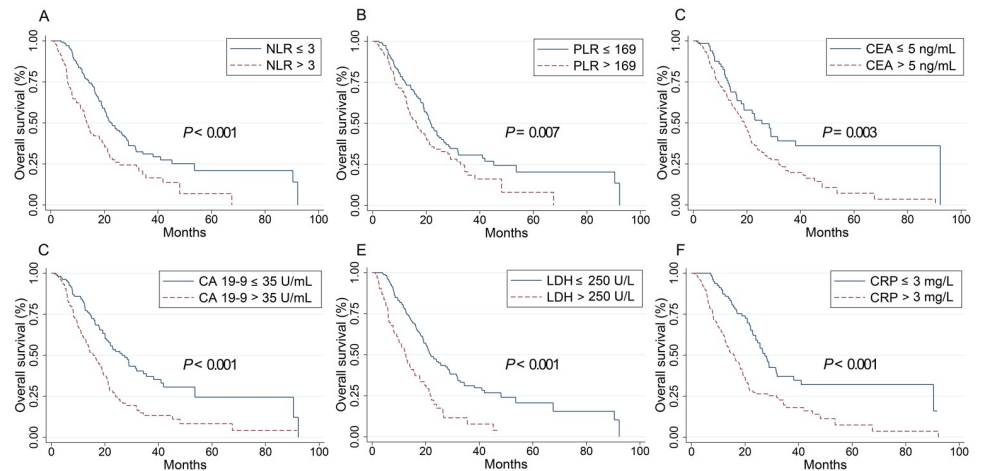 A
Overall survival (%)
1.00
0.75
0.50
0.25
0.00
NLR ≤ 3
NLR > 3
P < 0.001
0 20 40 60 80 100
Months
B
Overall survival (%)
1.00
0.75
0.50
0.25
0.00
PLR ≤ 169
PLR > 169
P = 0.007
0 20 40 60 80 100
Months
C
Overall survival (%)
1.00
0.75
0.50
0.25
0.00
CEA ≤ 5 ng/mL
CEA > 5 ng/mL
P = 0.003
0 20 40 60 80 100
Months
C
Overall survival (%)
1.00
0.75
0.50
0.25
0.00
CA 19-9 ≤ 35 U/mL
CA 19-9 > 35 U/mL
P < 0.001
0 20 40 60 80 100
Months
E
Overall survival (%)
1.00
0.75
0.50
0.25
0.00
LDH ≤ 250 U/L
LDH > 250 U/L
P < 0.001
0 20 40 60 80 100
Months
F
Overall survival (%)
1.00
0.75
0.50
0.25
0.00
CRP ≤ 3 mg/L
CRP > 3 mg/L
P < 0.001
0 20 40 60 80 100
Months